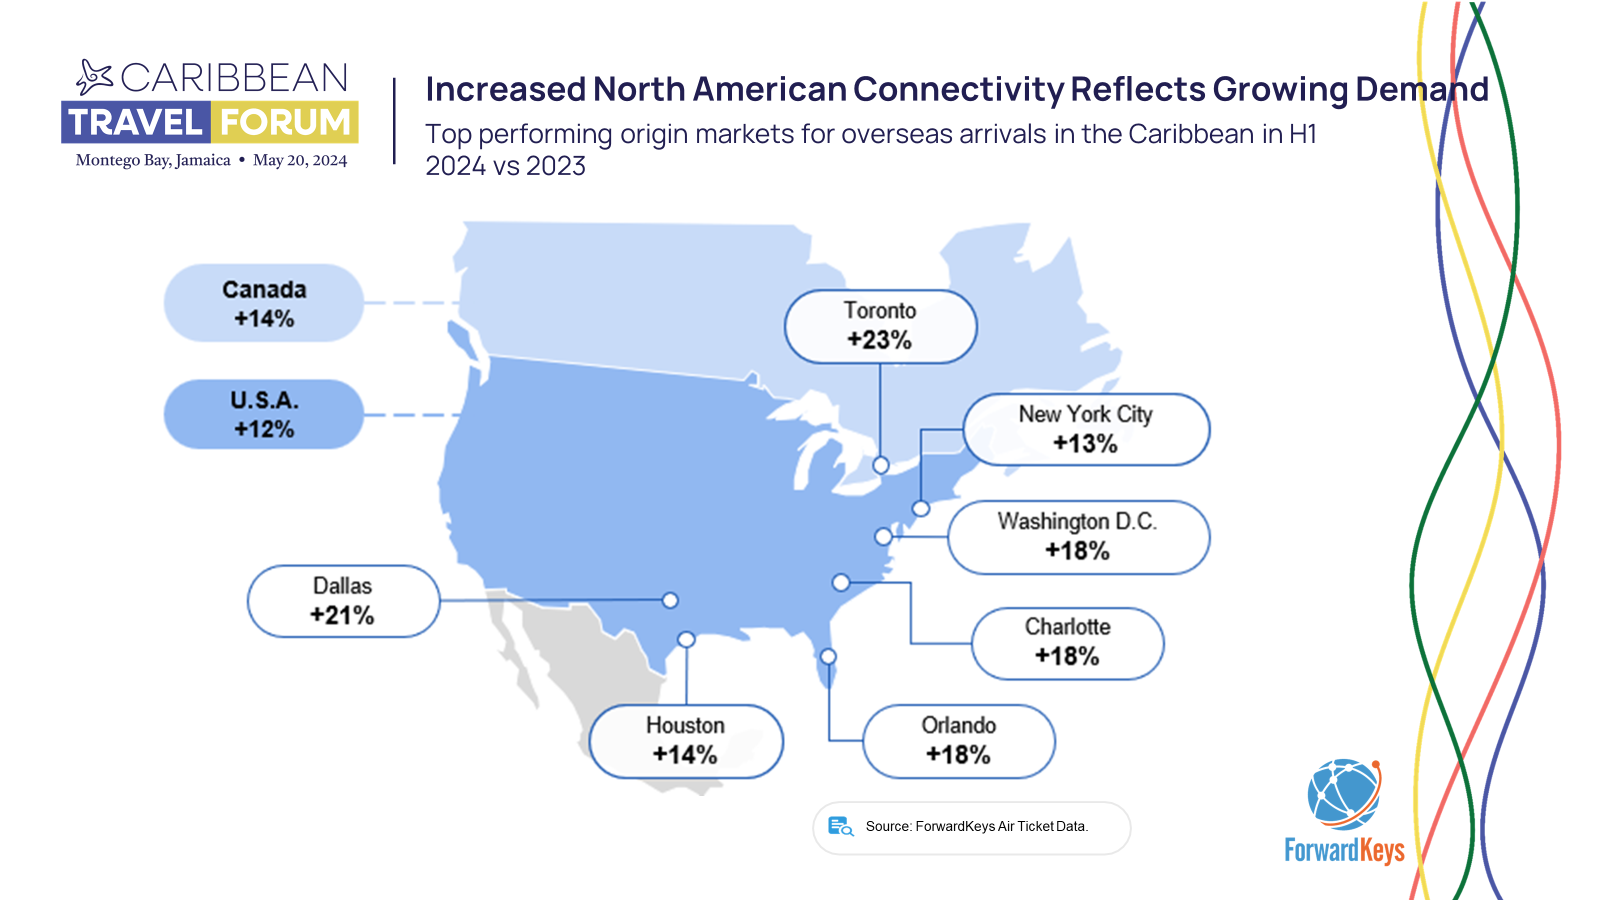 CARIBBEAN
TRAVEL FORUM
Montego Bay, Jamaica • May 20, 2024
Increased North American Connectivity Reflects Growing Demand
Top performing origin markets for overseas arrivals in the Caribbean in H1
2024 vs 2023
Canada
+14%
U.S.A.
+12%
Toronto
+23%
New York City
+13%
Washington D.C.
+18%
Dallas
+21%
Charlotte
+18%
Houston
+14%
Orlando
+18%
Source: ForwardKeys Air Ticket Data.
ForwardKeys